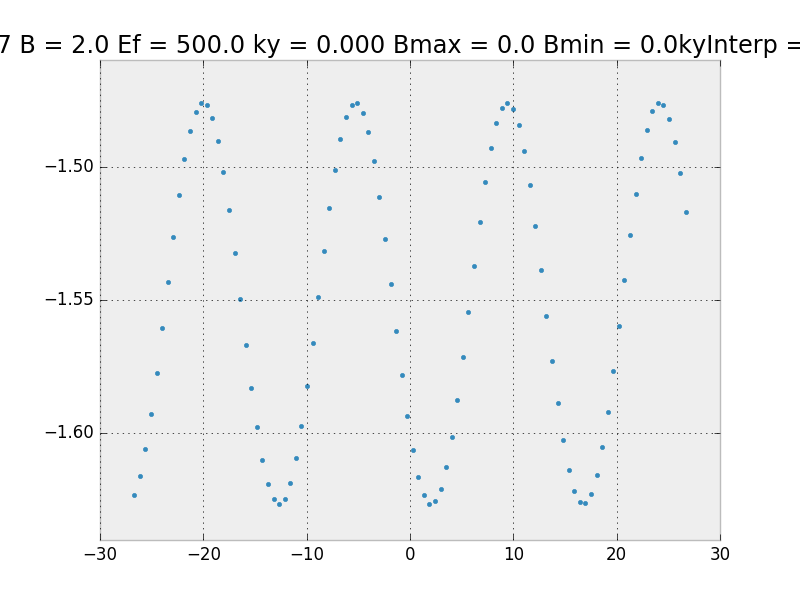 7 B = 2.0 Ef = 500.0 ky = 0.000 Bmax = 0.0 Bmin = 0.0kyInterp =
−1.50
−1.55
−1.60
−30 −20 −10 0 10 20 30